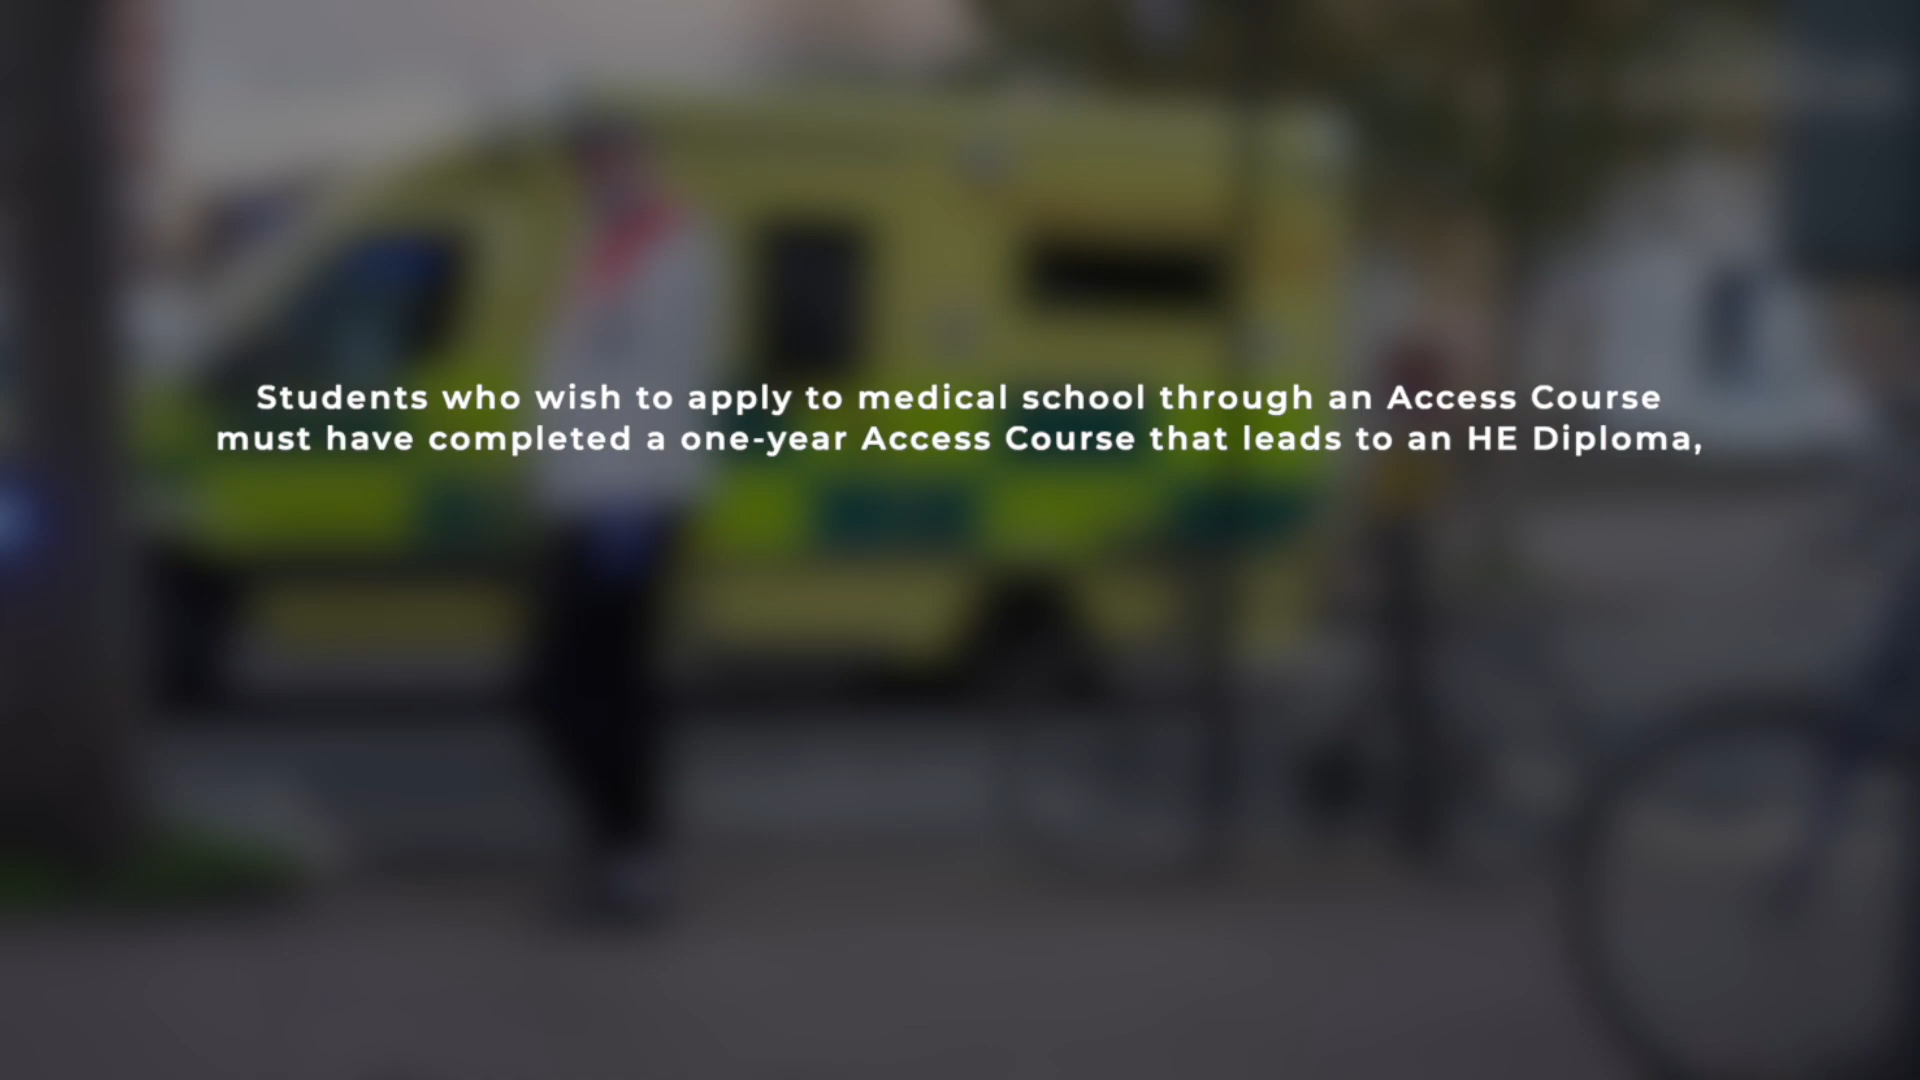 Students who wish to apply to medical school through an Access Course
must have completed a one-year Access Course that leads to an HE Diploma,